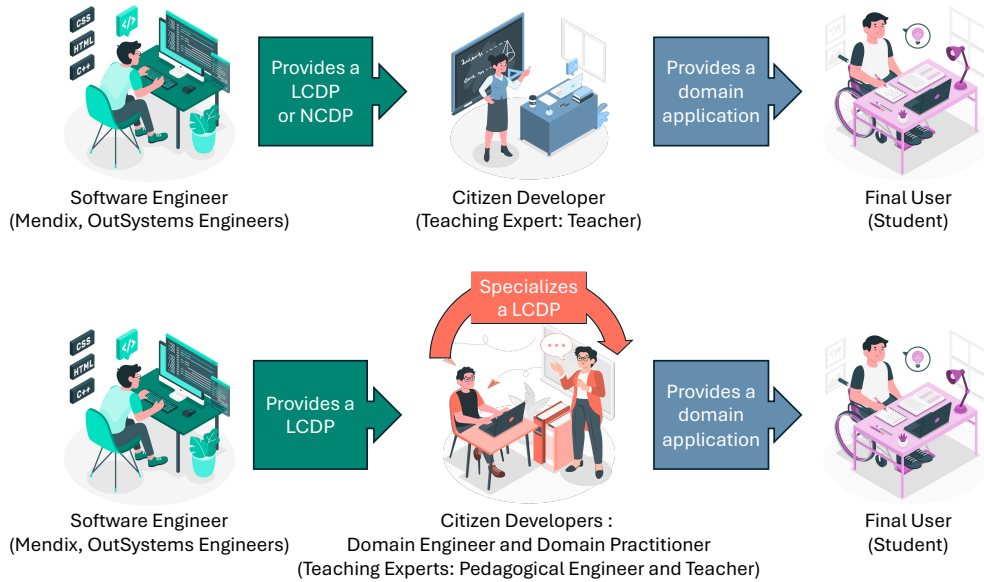 CSS
HTML
C++
</>
Provides a
LCDP
or NCDP
Provides a
domain
application
Software Engineer
(Mendix, OutSystems Engineers)
Citizen Developer
(Teaching Expert: Teacher)
Final User
(Student)
Specializes
a LCDP
CSS
HTML
C++
</>
Provides a
LCDP
Provides a
domain
application
Software Engineer
(Mendix, OutSystems Engineers)
Citizen Developers :
Domain Engineer and Domain Practitioner
(Teaching Experts: Pedagogical Engineer and Teacher)
Final User
(Student)